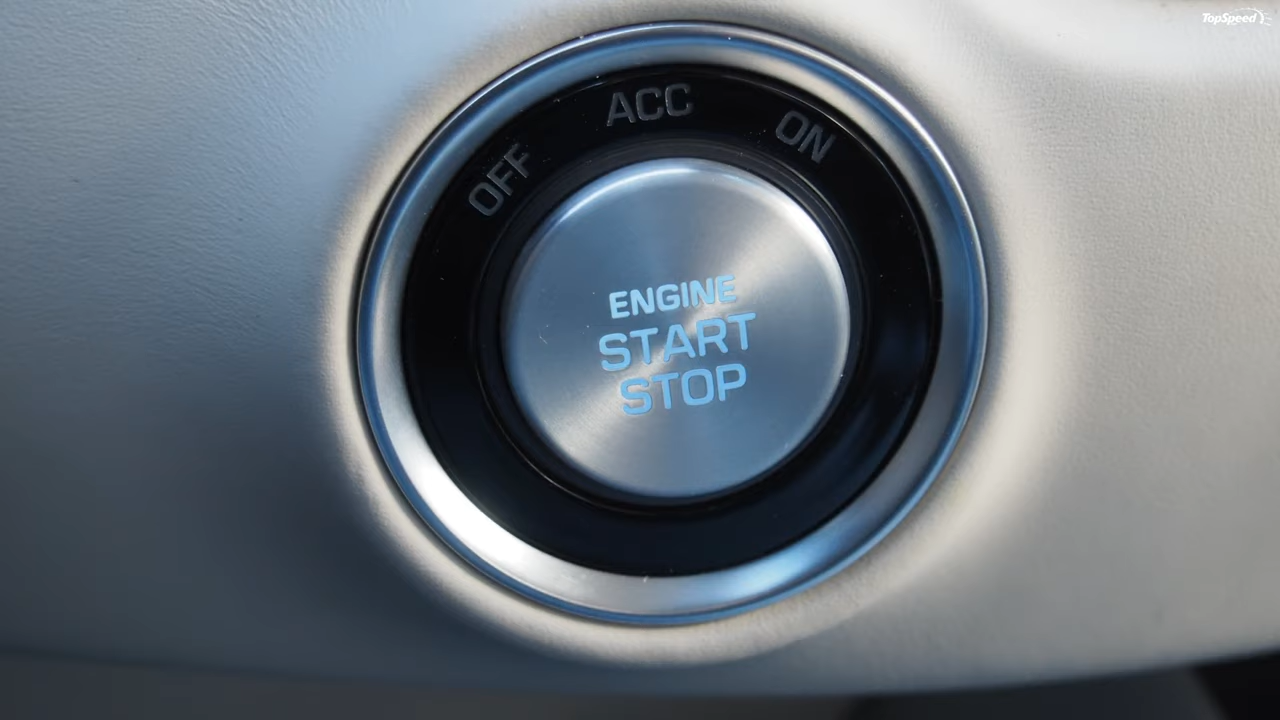 TopSpeed
OFF
ACC
ON
ENGINE
START
STOP